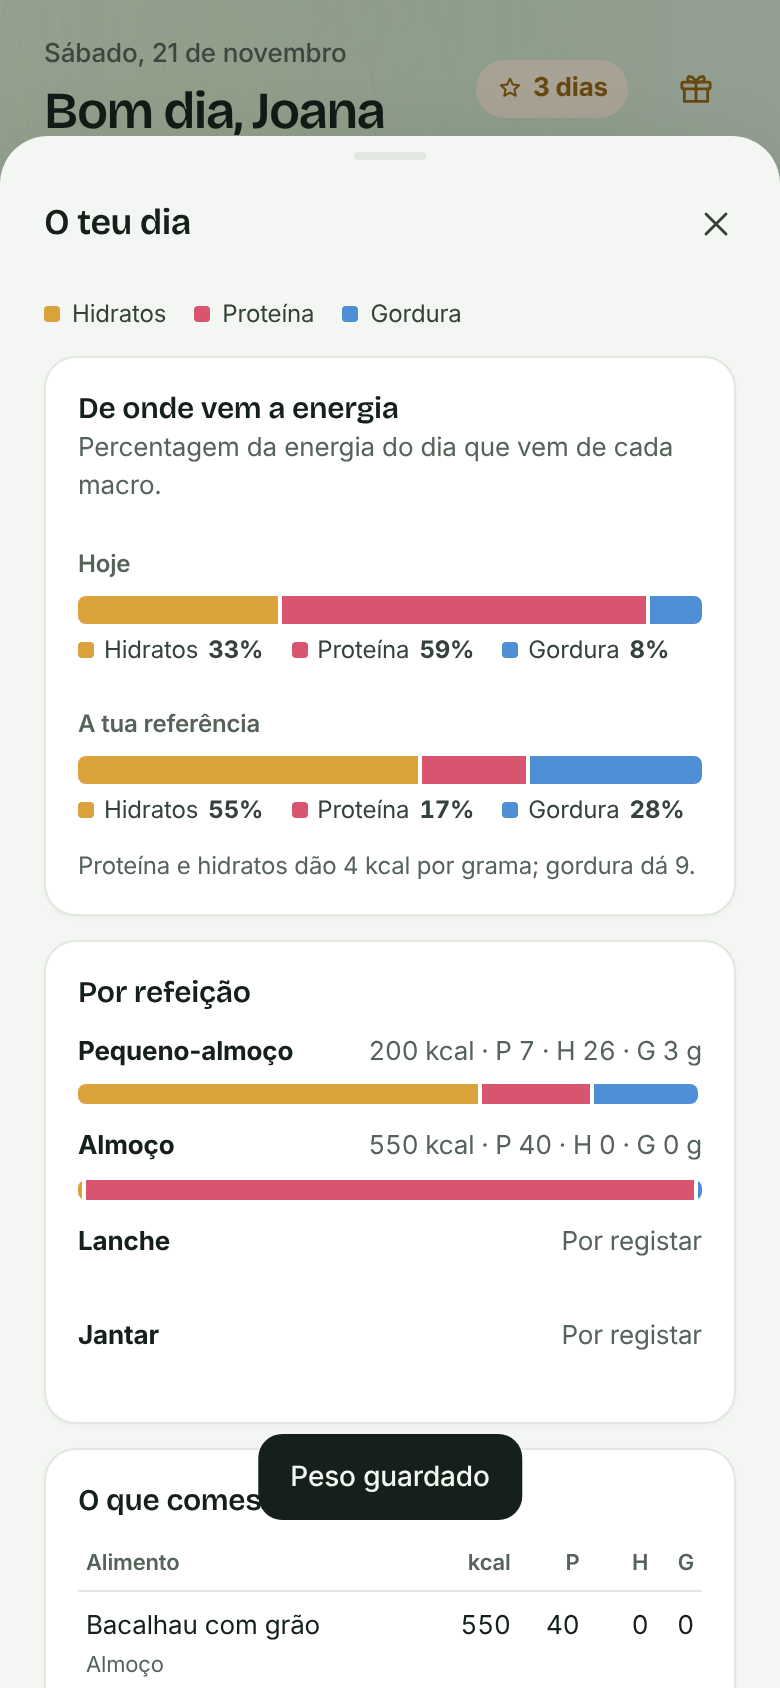 Sábado, 21 de novembro
Bom dia, Joana
3 dias
O teu dia
Hidratos
Proteína
Gordura
De onde vem a energia
Percentagem da energia do dia que vem de cada
macro.
Hoje
Hidratos 33%
Proteína 59%
Gordura 8%
A tua referência
Hidratos 55%
Proteína 17%
Gordura 28%
Proteína e hidratos dão 4 kcal por grama; gordura dá 9.
Por refeição
Pequeno-almoço 200 kcal · P 7 · H 26 · G 3 g
Almoço 550 kcal · P 40 · H 0 · G 0 g
Lanche Por registar
Jantar Por registar
Peso guardado
O que comes
Alimento kcal P H G
Bacalhau com grão 550 40 0 0
Almoço